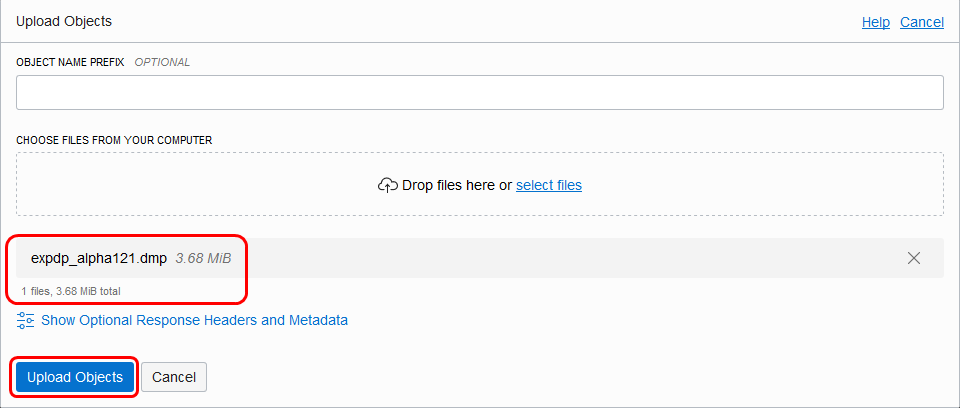 Upload Objects Help Cancel
OBJECT NAME PREFIX OPTIONAL
CHOOSE FILES FROM YOUR COMPUTER
Drop files here or select files
expdp_alpha121.dmp 3.68 MiB
1 files, 3.68 MiB total
Show Optional Response Headers and Metadata
Upload Objects Cancel